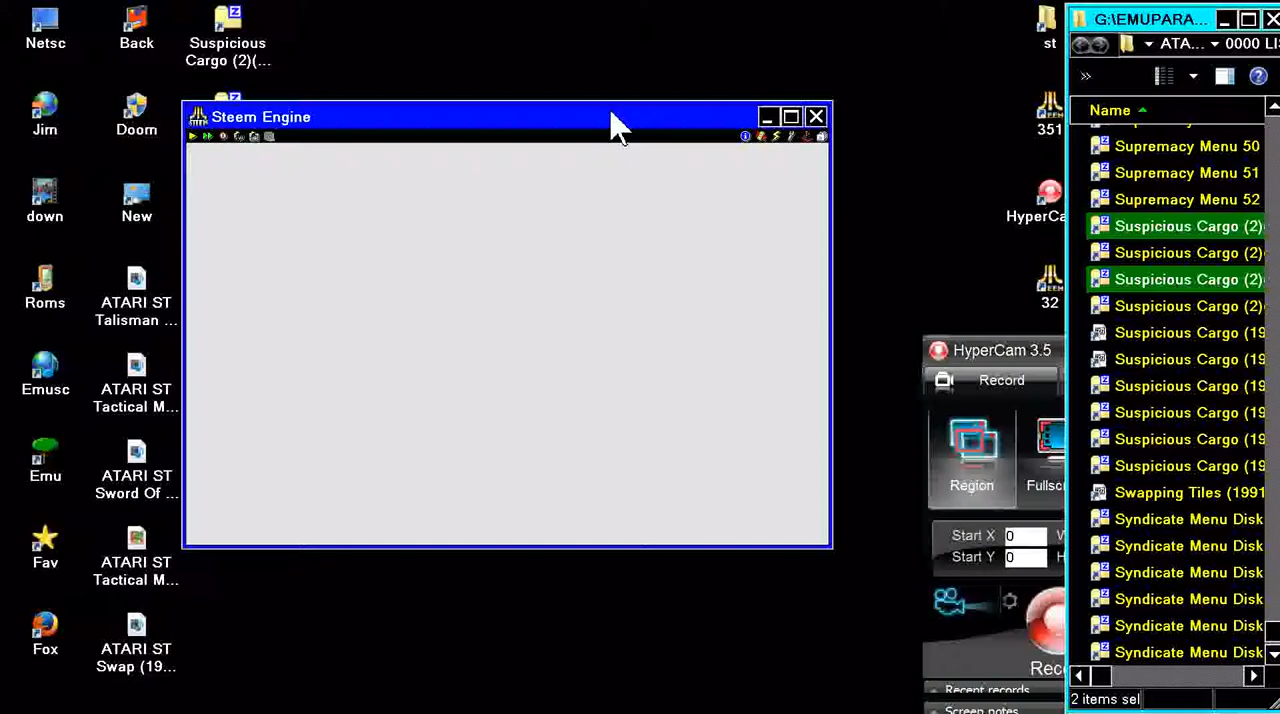 Netsc
Back
Suspicious
Cargo (2)(...
Jim
Doom
down
New
Roms
ATARI ST
Talisman ...
Emusc
ATARI ST
Tactical M...
Emu
ATARI ST
Sword Of ...
Fav
ATARI ST
Tactical M...
Fox
ATARI ST
Swap (19...
Steem Engine
st
351
HyperCa
32
HyperCam 3.5
Record
Region
Fullscr
Start X 0
Start Y 0
Rec
Recent records
Screen notes
G:\EMUPARA...
ATA... 0000 LI
Name
Supremacy Menu 50
Supremacy Menu 51
Supremacy Menu 52
Suspicious Cargo (2)
Suspicious Cargo (2)
Suspicious Cargo (2)
Suspicious Cargo (2)
Suspicious Cargo (19
Suspicious Cargo (19
Suspicious Cargo (19
Suspicious Cargo (19
Suspicious Cargo (19
Suspicious Cargo (19
Swapping Tiles (1991
Syndicate Menu Disk
Syndicate Menu Disk
Syndicate Menu Disk
Syndicate Menu Disk
Syndicate Menu Disk
Syndicate Menu Disk
2 items sel